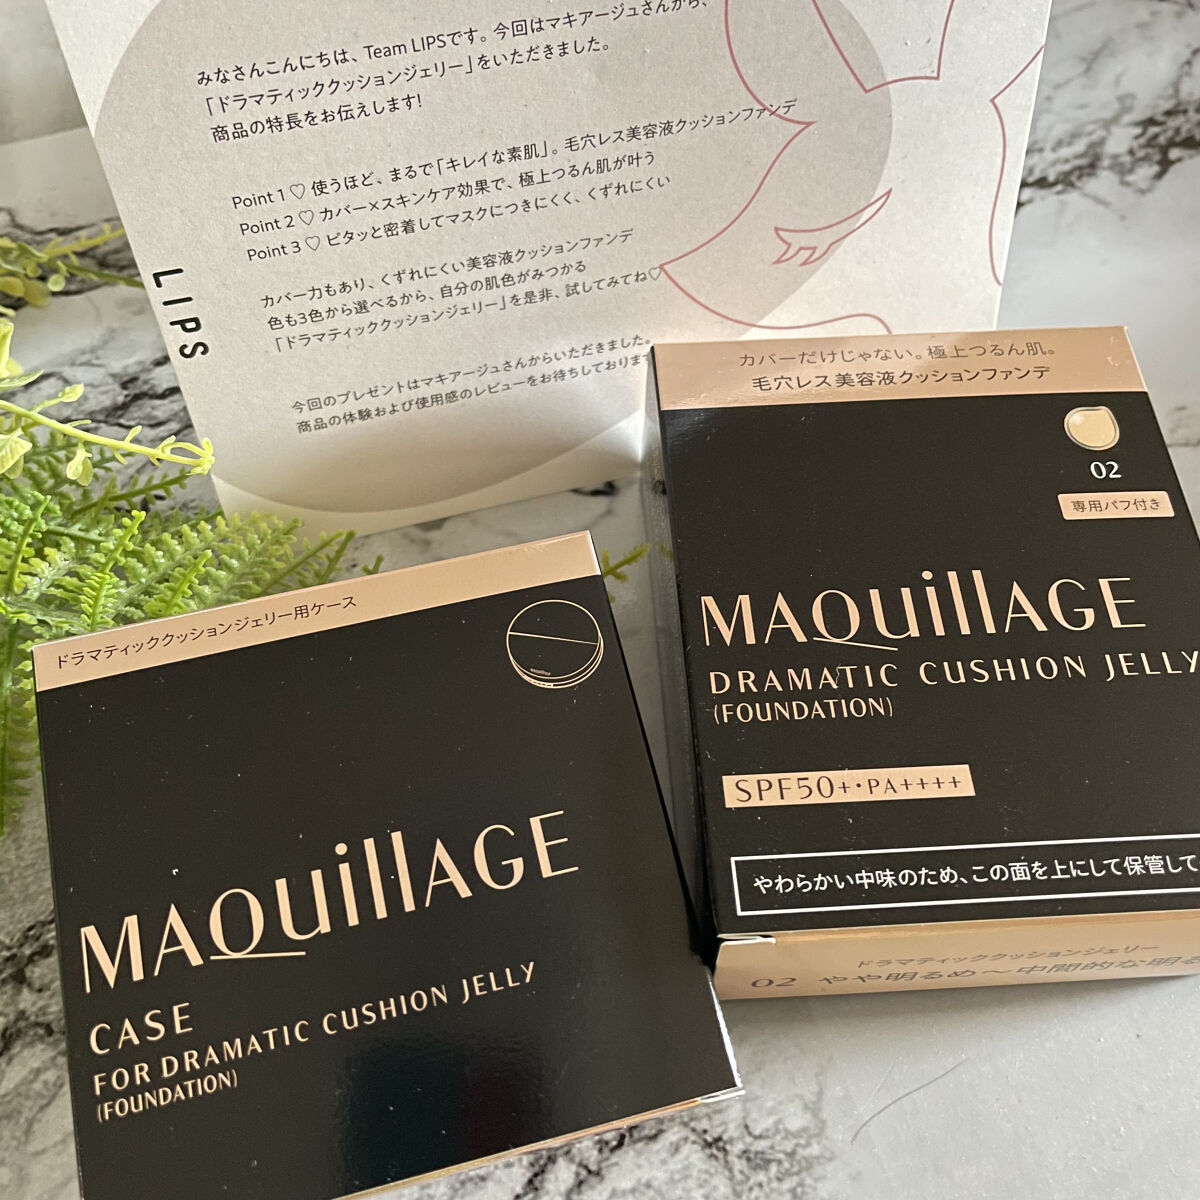 みなさんこんにちは、Team LIPSです。今回はマキアージュさんから、
「ドラマティッククッションジェリー」をいただきました。
商品の特長をお伝えします!
Point 1♡ 使うほど、まるで「キレイな素肌」。毛穴レス美容液クッションファンデ
Point 2♡ カバー×スキンケア効果で、極上つるん肌が叶う
Point 3♡ ピタッと密着してマスクにつきにくく、くずれにくい
カバー力もあり、くずれにくい美容液クッションファンデ
色も3色から選べるから、自分の肌色がみつかる
「ドラマティッククッションジェリー」を是非、試してみてね♡
今回のプレゼントはマキアージュさんからいただきました。
商品の体験および使用感のレビューをお待ちしております
LIPS
カバーだけじゃない。極上つるん肌。
毛穴レス美容液クッションファンデ
02
専用パフ付き
MAQuillAGE
DRAMATIC CUSHION JELLY
(FOUNDATION)
SPF50+・PA++++
やわらかい中味のため、この面を上にして保管して
ドラマティッククッションジェリー
02 やや明るめ〜中間的な明る
ドラマティッククッションジェリー用ケース
MAQuillAGE
CASE
FOR DRAMATIC CUSHION JELLY
(FOUNDATION)